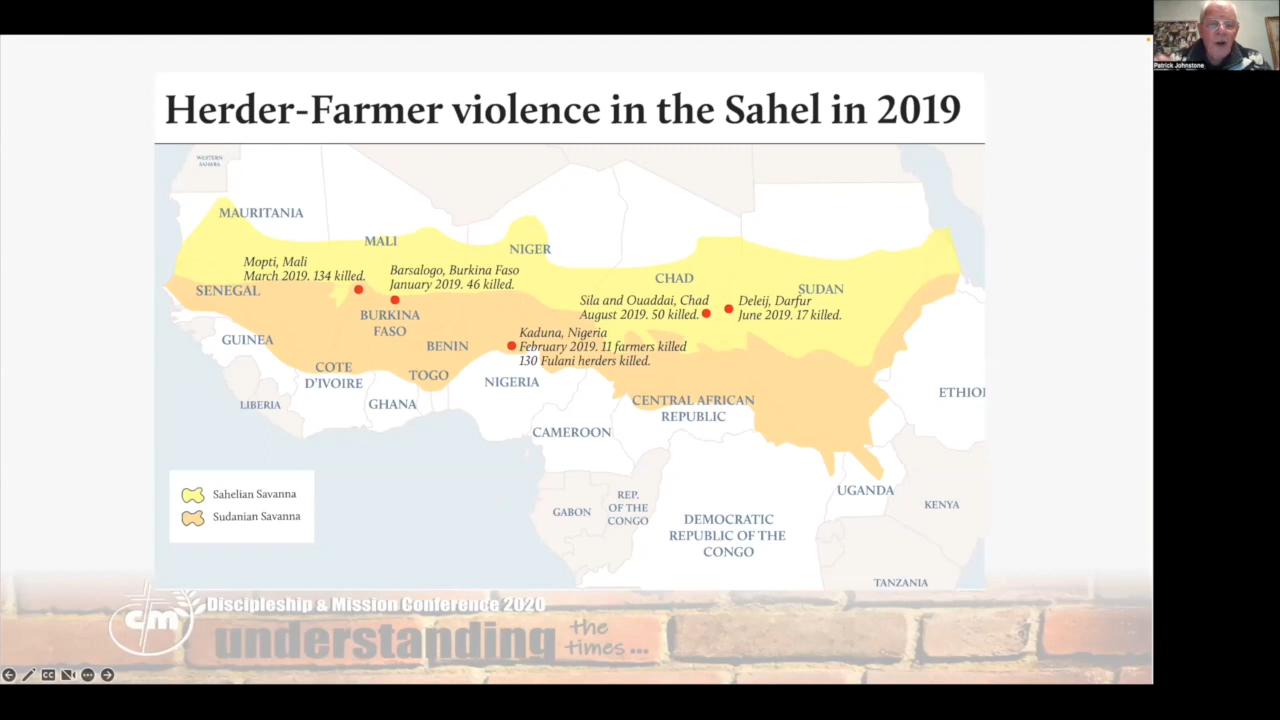 Patrick Johnstone
Herder-Farmer violence in the Sahel in 2019
WESTERN
SAHARA
MAURITANIA
MALI
NIGER
CHAD
SUDAN
Mopti, Mali
March 2019. 134 killed.
Barsalogo, Burkina Faso
January 2019. 46 killed.
Sila and Ouaddai, Chad
August 2019. 50 killed.
Deleij, Darfur
June 2019. 17 killed.
SENEGAL
BURKINA
FASO
Kaduna, Nigeria
February 2019. 11 farmers killed
130 Fulani herders killed.
GUINEA
BENIN
COTE
D'IVOIRE
TOGO
NIGERIA
LIBERIA
GHANA
CENTRAL AFRICAN
REPUBLIC
ETHIOI
CAMEROON
UGANDA
KENYA
GABON
REP.
OF THE
CONGO
DEMOCRATIC
REPUBLIC OF THE
CONGO
TANZANIA
Sahelian Savanna
Sudanian Savanna
cm
Discipleship & Mission Conference 2020
understanding
the
times...
CC